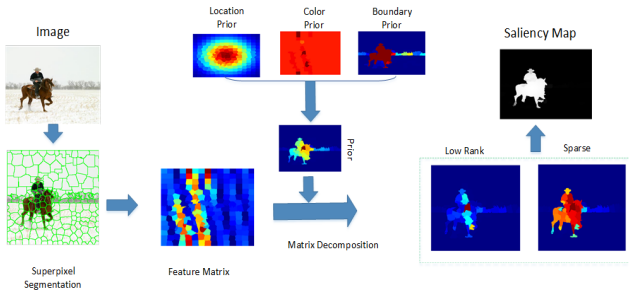 Image
Location
Prior
Color
Prior
Boundary
Prior
Saliency Map
Prior
Low Rank
Sparse
Matrix Decomposition
Superpixel
Segmentation
Feature Matrix